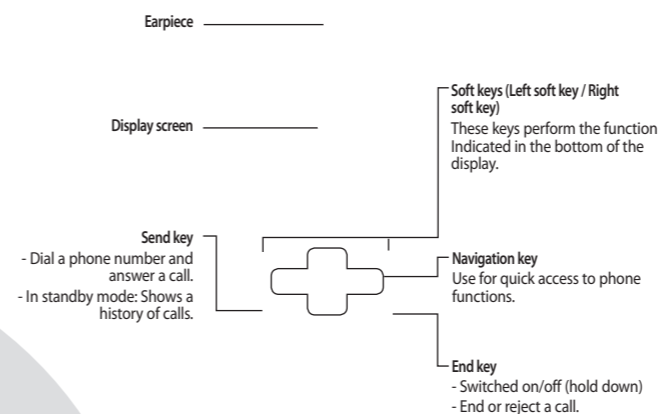 Earpiece
Display screen
Soft keys (Left soft key / Right
soft key)
These keys perform the function
Indicated in the bottom of the
display.
Send key
- Dial a phone number and
answer a call.
- In standby mode: Shows a
history of calls.
Navigation key
Use for quick access to phone
functions.
End key
- Switched on/off (hold down)
- End or reject a call.